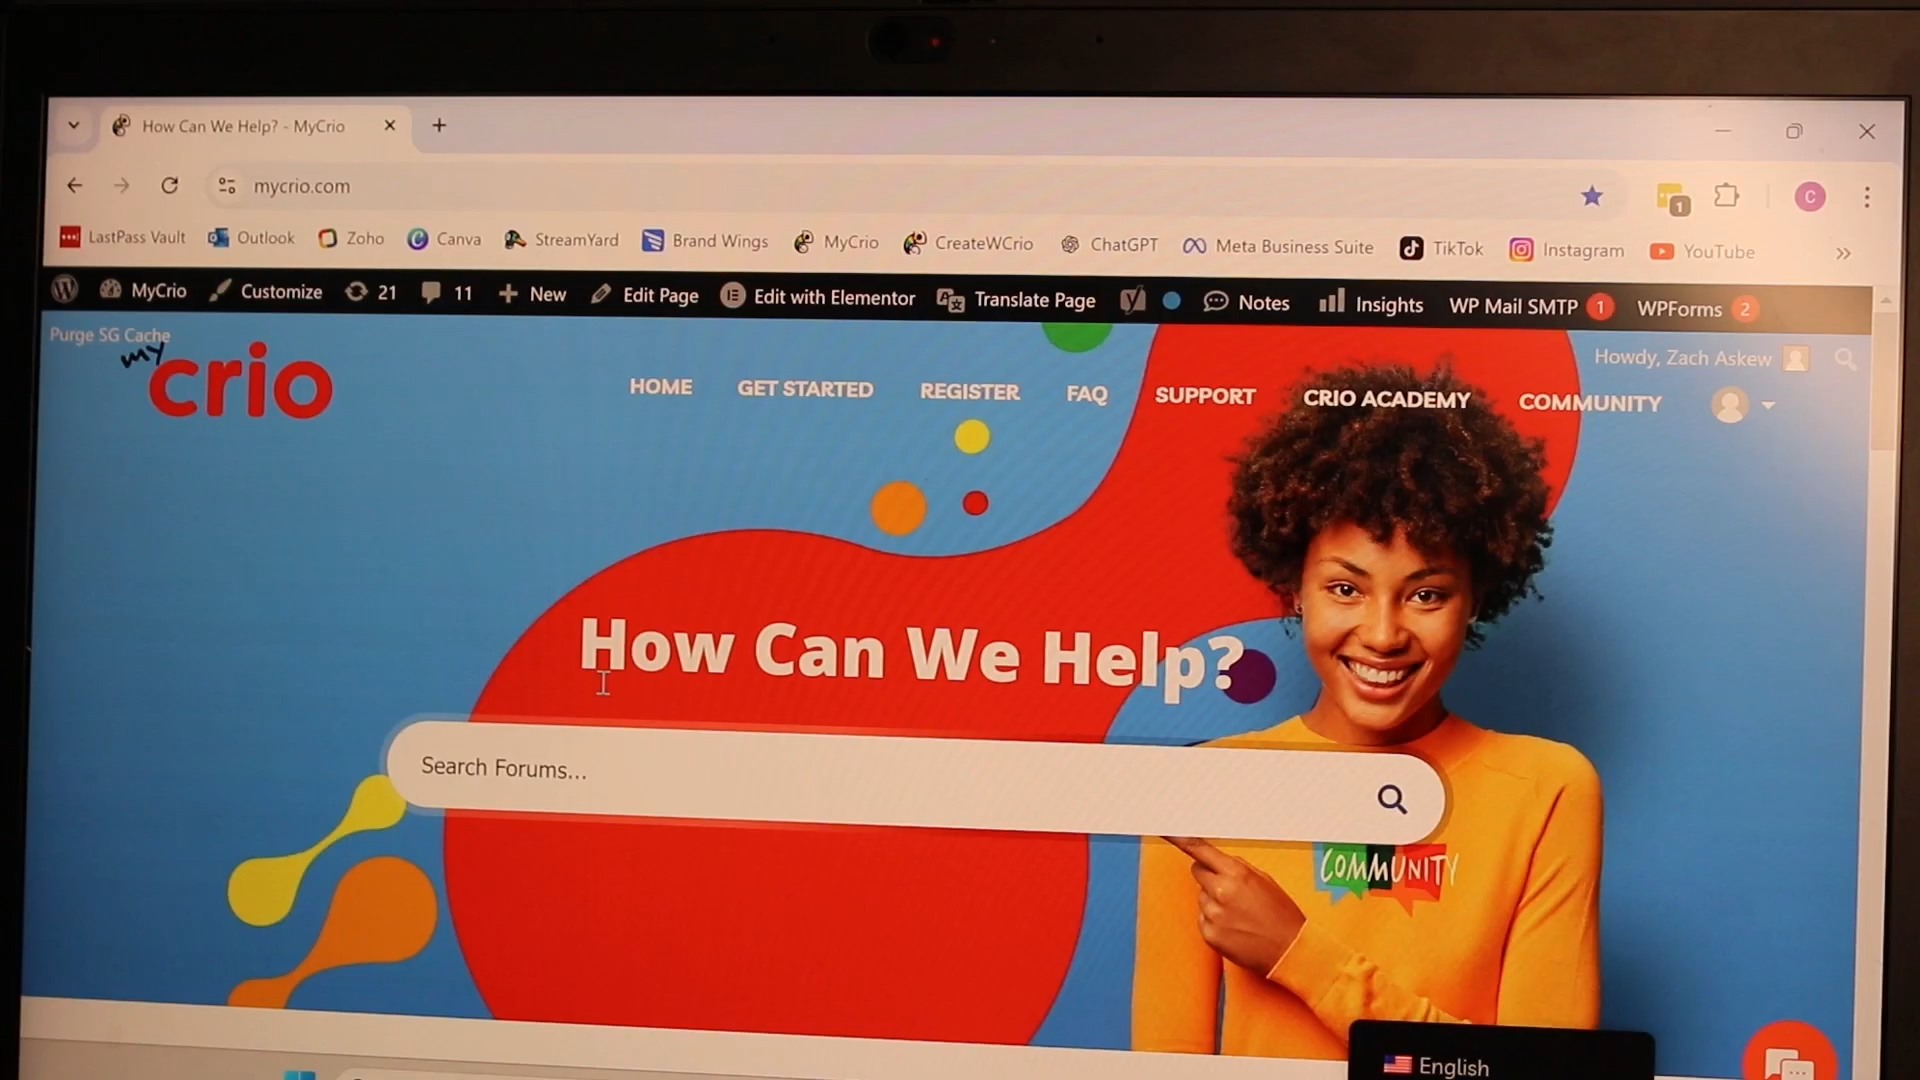 How Can We Help? - MyCrio
mycrio.com
1
C
LastPass Vault Outlook Zoho Canva StreamYard Brand Wings MyCrio CreateWCrio ChatGPT Meta Business Suite TikTok Instagram YouTube
MyCrio Customize 21 11 New Edit Page Edit with Elementor Translate Page Notes Insights WP Mail SMTP 1 WPForms 2
Purge SG Cache
Howdy, Zach Askew
my
crio
HOME GET STARTED REGISTER FAQ SUPPORT CRIO ACADEMY COMMUNITY
How Can We Help?
Search Forums...
COMMUNITY
English